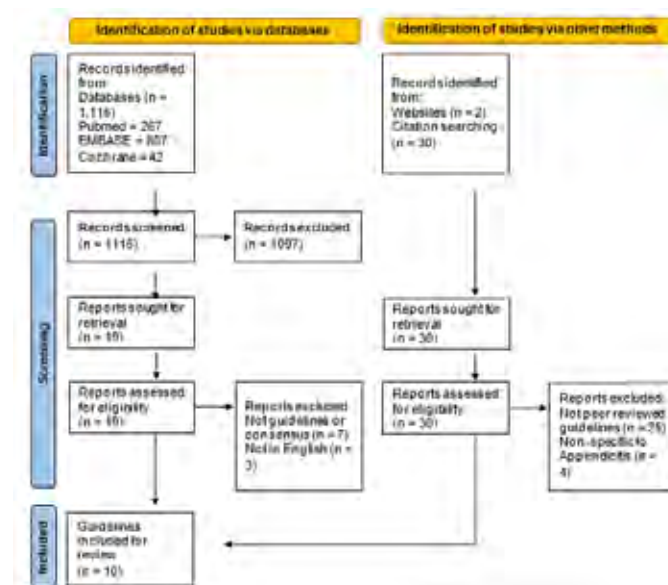 Identification of studies via databases
Identification of studies via other methods
Identification
Records identified
from:
Databases (n =
1,116)
Pubmed = 267
EMBASE = 807
Cochrane = 42
Records identified
from:
Websites (n = 2)
Citation searching
(n = 30)
Screening
Records screened
(n = 1116)
Records excluded
(n = 1097)
Reports sought for
retrieval
(n = 19)
Reports sought for
retrieval
(n = 30)
Reports assessed
for eligibility
(n = 19)
Reports excluded
Not guidelines or
consensus (n = 7)
Not in English (n =
3)
Reports assessed
for eligibility
(n = 30)
Reports excluded:
Not peer reviewed
guidelines (n =
Non-specific to
Appendicitis (n =
4)
Included
Guidelines
included for
review
(n = 10)